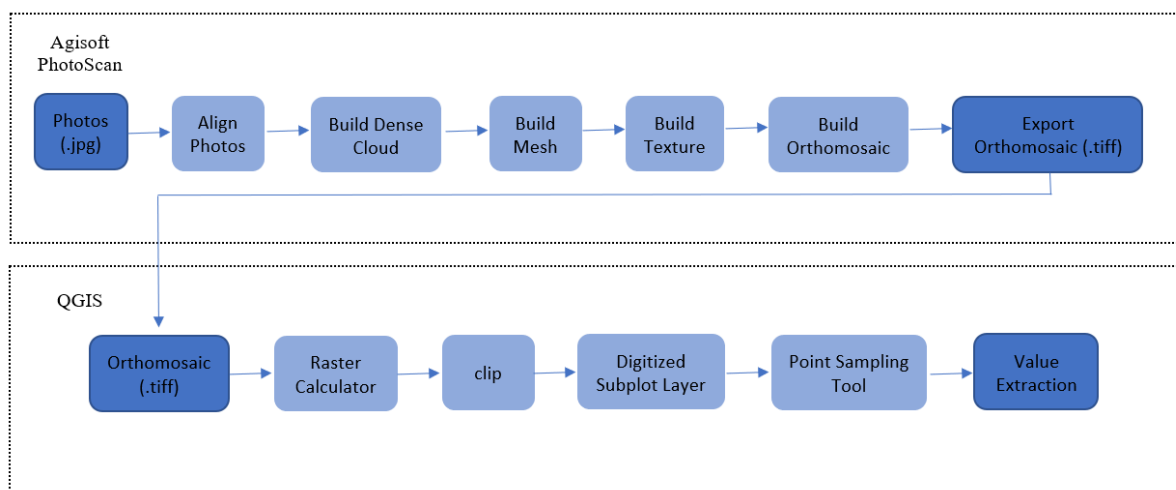 Agisoft
PhotoScan
Photos
(.jpg)
Align
Photos
Build Dense
Cloud
Build
Mesh
Build
Texture
Build
Orthomosaic
Export
Orthomosaic (.tiff)
QGIS
Orthomosaic
(.tiff)
Raster
Calculator
clip
Digitized
Subplot Layer
Point Sampling
Tool
Value
Extraction